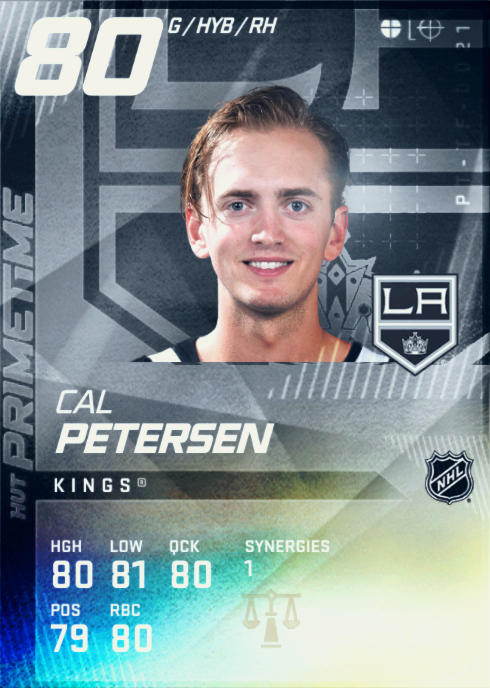 80
G / HYB / RH
HUT PRIMETIME
LA
CAL
PETERSEN
KINGS®
NHL
HGH LOW QCK SYNERGIES
80 81 80 1
POS RBC
79 80